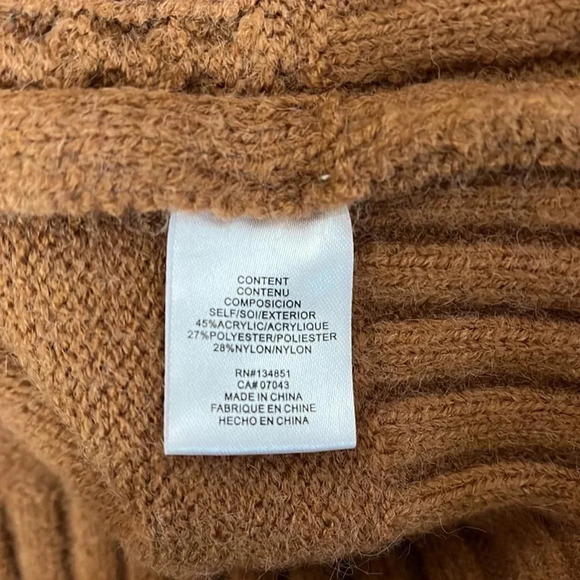 CONTENT
CONTENU
COMPOSICION
SELF/SOI/EXTERIOR
45%ACRYLIC/ACRYLIQUE
27%POLYESTER/POLIESTER
28%NYLON/NYLON
RN#134851
CA# 07043
MADE IN CHINA
FABRIQUE EN CHINE
HECHO EN CHINA